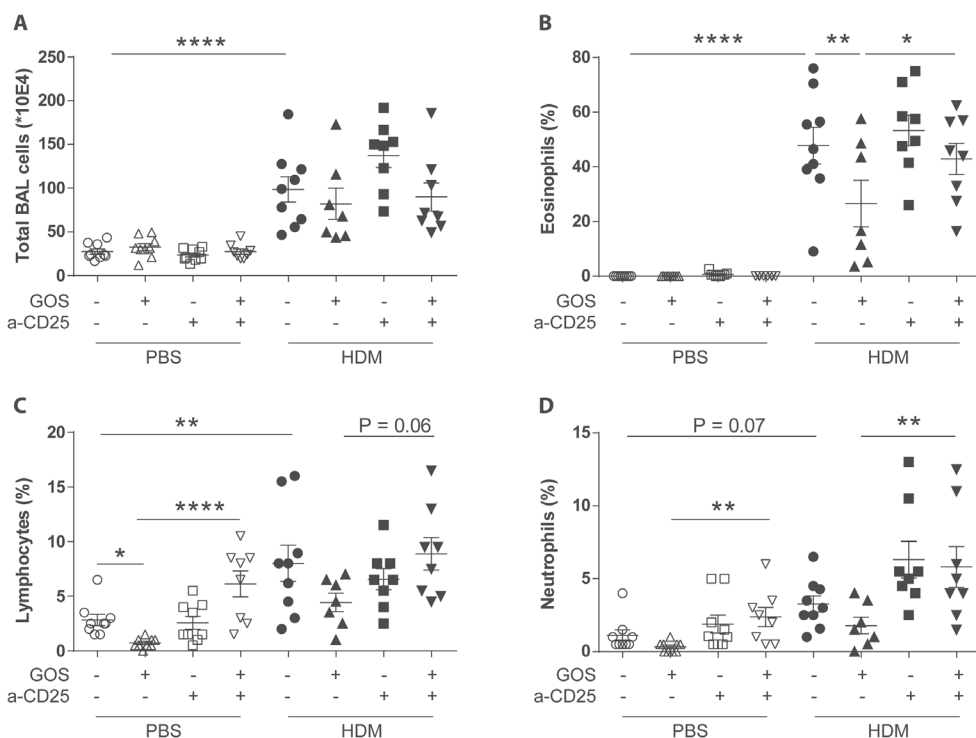 A
****
250
200
150
100
50
0
Total BAL cells (*10E4)
GOS - + - + - + - +
a-CD25 - - + + - - + +
PBS HDM
B
**** ** *
80
60
40
20
0
Eosinophils (%)
GOS - + - + - + - +
a-CD25 - - + + - - + +
PBS HDM
C
** P = 0.06
20
15
10
5
0
Lymphocytes (%)
****
*
GOS - + - + - + - +
a-CD25 - - + + - - + +
PBS HDM
D
P = 0.07 **
15
10
5
0
Neutrophils (%)
**
GOS - + - + - + - +
a-CD25 - - + + - - + +
PBS HDM